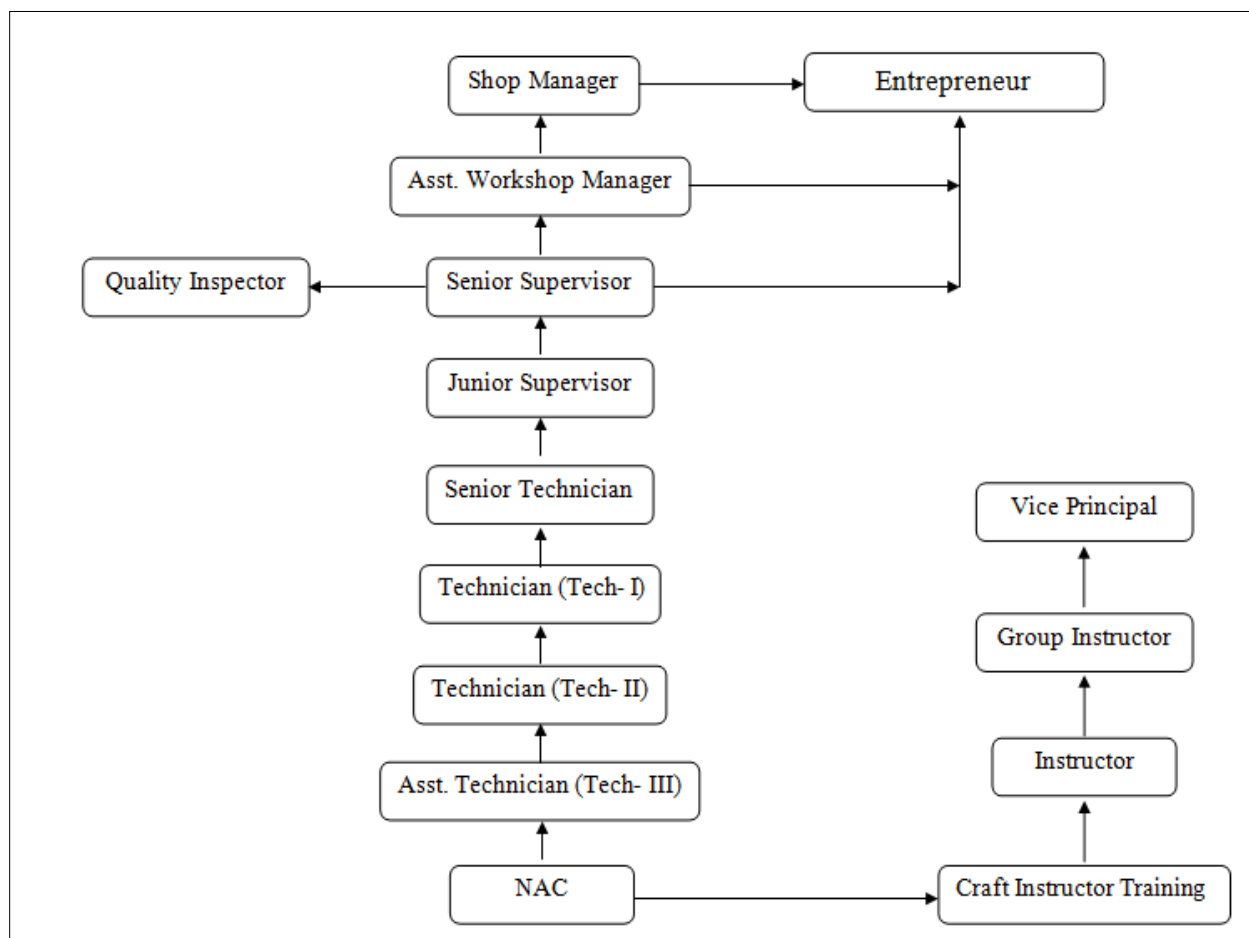 Shop Manager
Entrepreneur
Asst. Workshop Manager
Quality Inspector
Senior Supervisor
Junior Supervisor
Senior Technician
Vice Principal
Technician (Tech- I)
Group Instructor
Technician (Tech- II)
Instructor
Asst. Technician (Tech- III)
NAC
Craft Instructor Training